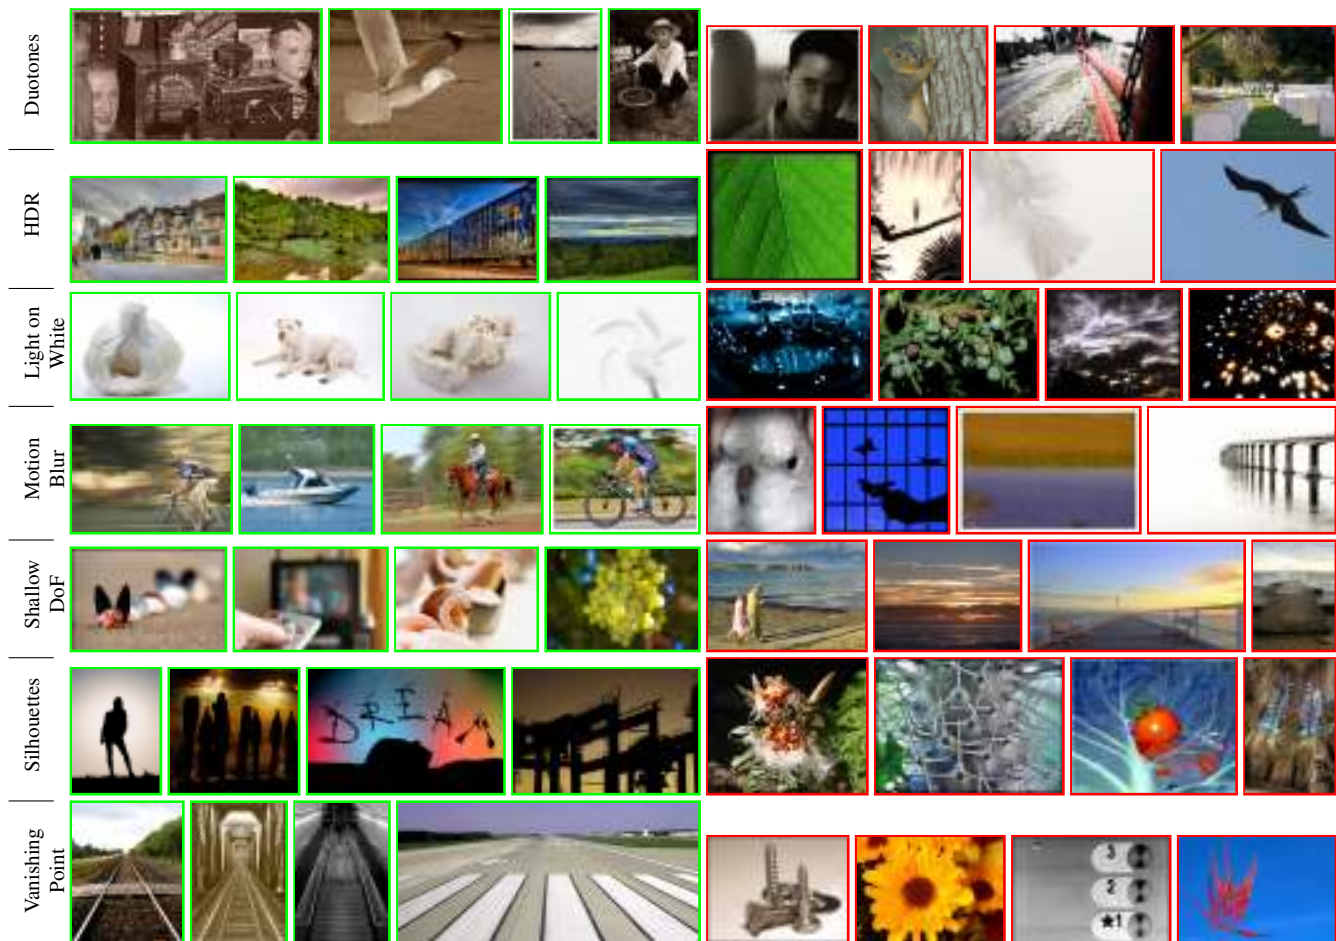 Duotones
HDR
Light on
White
Motion
Blur
Shallow
DoF
Silhouettes
DREAM
Vanishing
Point
3
2
★1